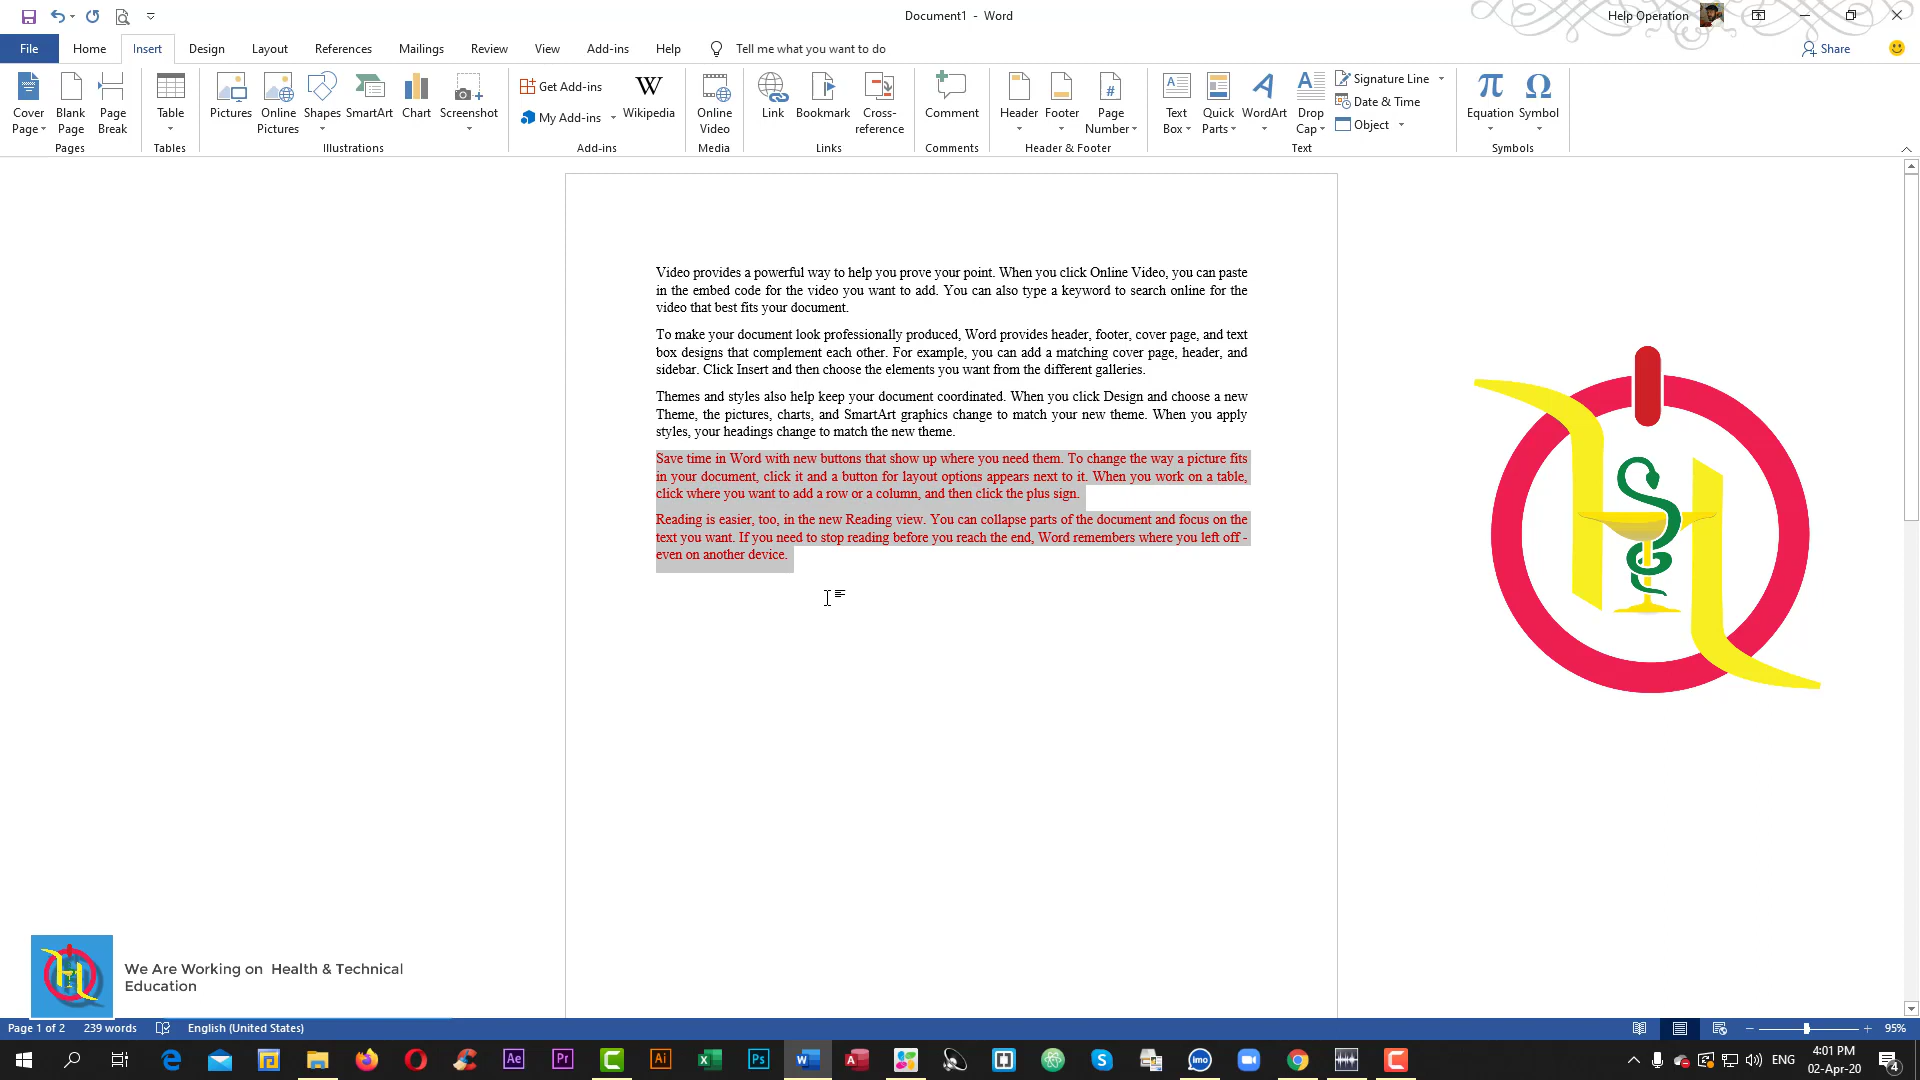 Document1 - Word
Help Operation
File Home Insert Design Layout References Mailings Review View Add-ins Help Tell me what you want to do Share
Cover Page Blank Page Page Break
Pages
Table
Tables
Pictures Online Pictures Shapes SmartArt Chart Screenshot
Illustrations
Get Add-ins
My Add-ins
Wikipedia
Add-ins
Online Video
Media
Link Bookmark Cross-reference
Links
Comment
Comments
Header Footer Page Number
Header & Footer
Text Box Quick Parts WordArt Drop Cap
Signature Line
Date & Time
Object
Text
Equation Symbol
Symbols
Video provides a powerful way to help you prove your point. When you click Online Video, you can paste
in the embed code for the video you want to add. You can also type a keyword to search online for the
video that best fits your document.
To make your document look professionally produced, Word provides header, footer, cover page, and text
box designs that complement each other. For example, you can add a matching cover page, header, and
sidebar. Click Insert and then choose the elements you want from the different galleries.
Themes and styles also help keep your document coordinated. When you click Design and choose a new
Theme, the pictures, charts, and SmartArt graphics change to match your new theme. When you apply
styles, your headings change to match the new theme.
Save time in Word with new buttons that show up where you need them. To change the way a picture fits
in your document, click it and a button for layout options appears next to it. When you work on a table,
click where you want to add a row or a column, and then click the plus sign.
Reading is easier, too, in the new Reading view. You can collapse parts of the document and focus on the
text you want. If you need to stop reading before you reach the end, Word remembers where you left off -
even on another device.
We Are Working on Health & Technical
Education
Page 1 of 2 239 words English (United States) 95%
Ae Pr Ai Ps imo ENG
4:01 PM
02-Apr-20
4